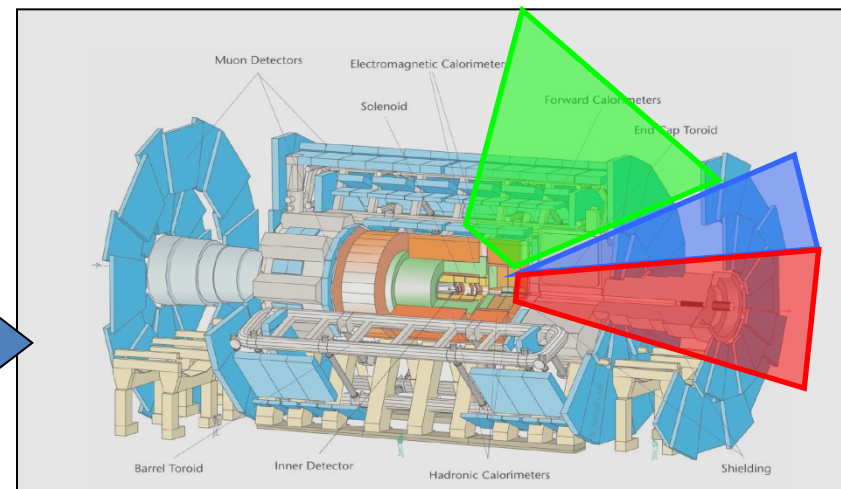 Muon Detectors
Electromagnetic Calorimeters
Solenoid
Forward Calorimeters
End Cap Toroid
Barrel Toroid
Inner Detector
Hadronic Calorimeters
Shielding